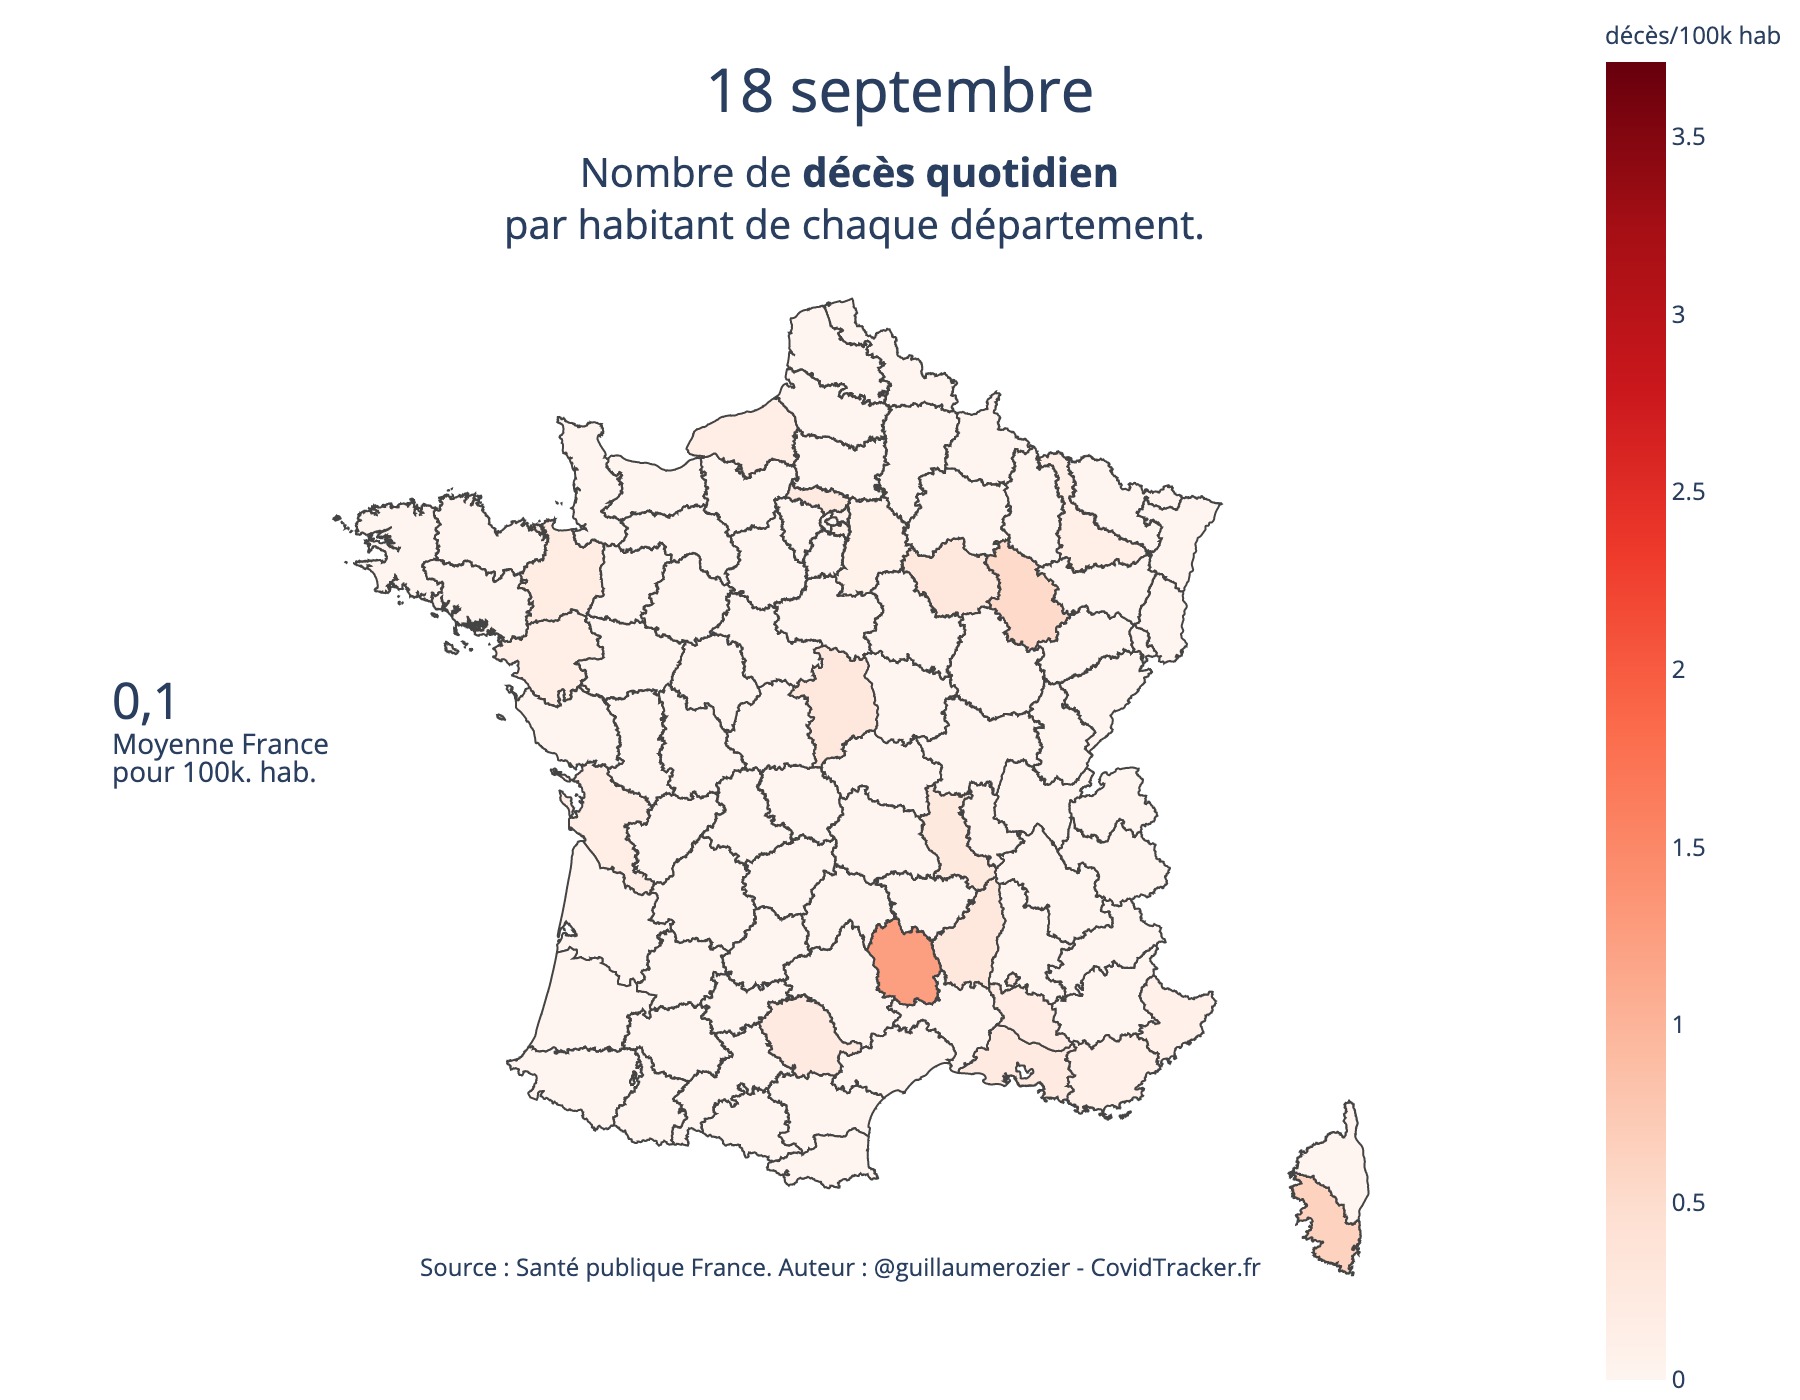 décès/100k hab
18 septembre
Nombre de décès quotidien
par habitant de chaque département.
3.5
3
2.5
2
1.5
1
0.5
0
0,1
Moyenne France
pour 100k. hab.
Source : Santé publique France. Auteur : @guillaumerozier - CovidTracker.fr